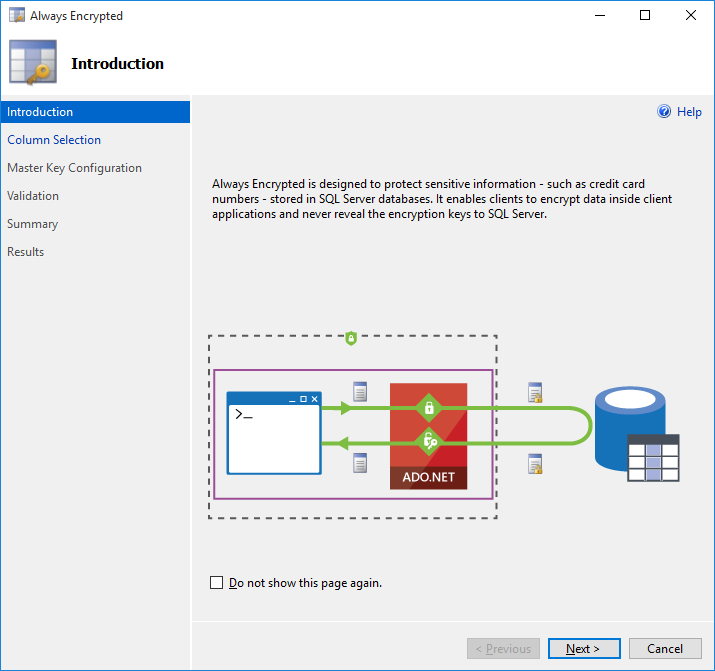 Always Encrypted
Introduction
Introduction
Column Selection
Master Key Configuration
Validation
Summary
Results
Help
Always Encrypted is designed to protect sensitive information - such as credit card
numbers - stored in SQL Server databases. It enables clients to encrypt data inside client
applications and never reveal the encryption keys to SQL Server.
>_
ADO.NET
Do not show this page again.
< Previous
Next >
Cancel